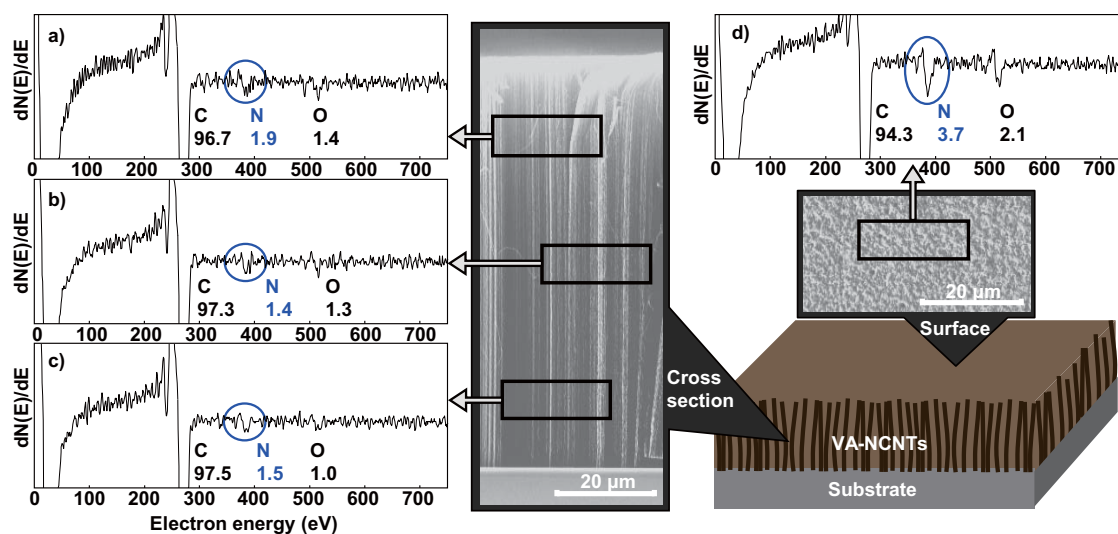 a)
dN(E)/dE
C N O
96.7 1.9 1.4
0 100 200 300 400 500 600 700
b)
dN(E)/dE
C N O
97.3 1.4 1.3
0 100 200 300 400 500 600 700
c)
dN(E)/dE
C N O
97.5 1.5 1.0
0 100 200 300 400 500 600 700
Electron energy (eV)
20 µm
Cross
section
d)
dN(E)/dE
C N O
94.3 3.7 2.1
0 100 200 300 400 500 600 700
20 µm
Surface
VA-NCNTs
Substrate